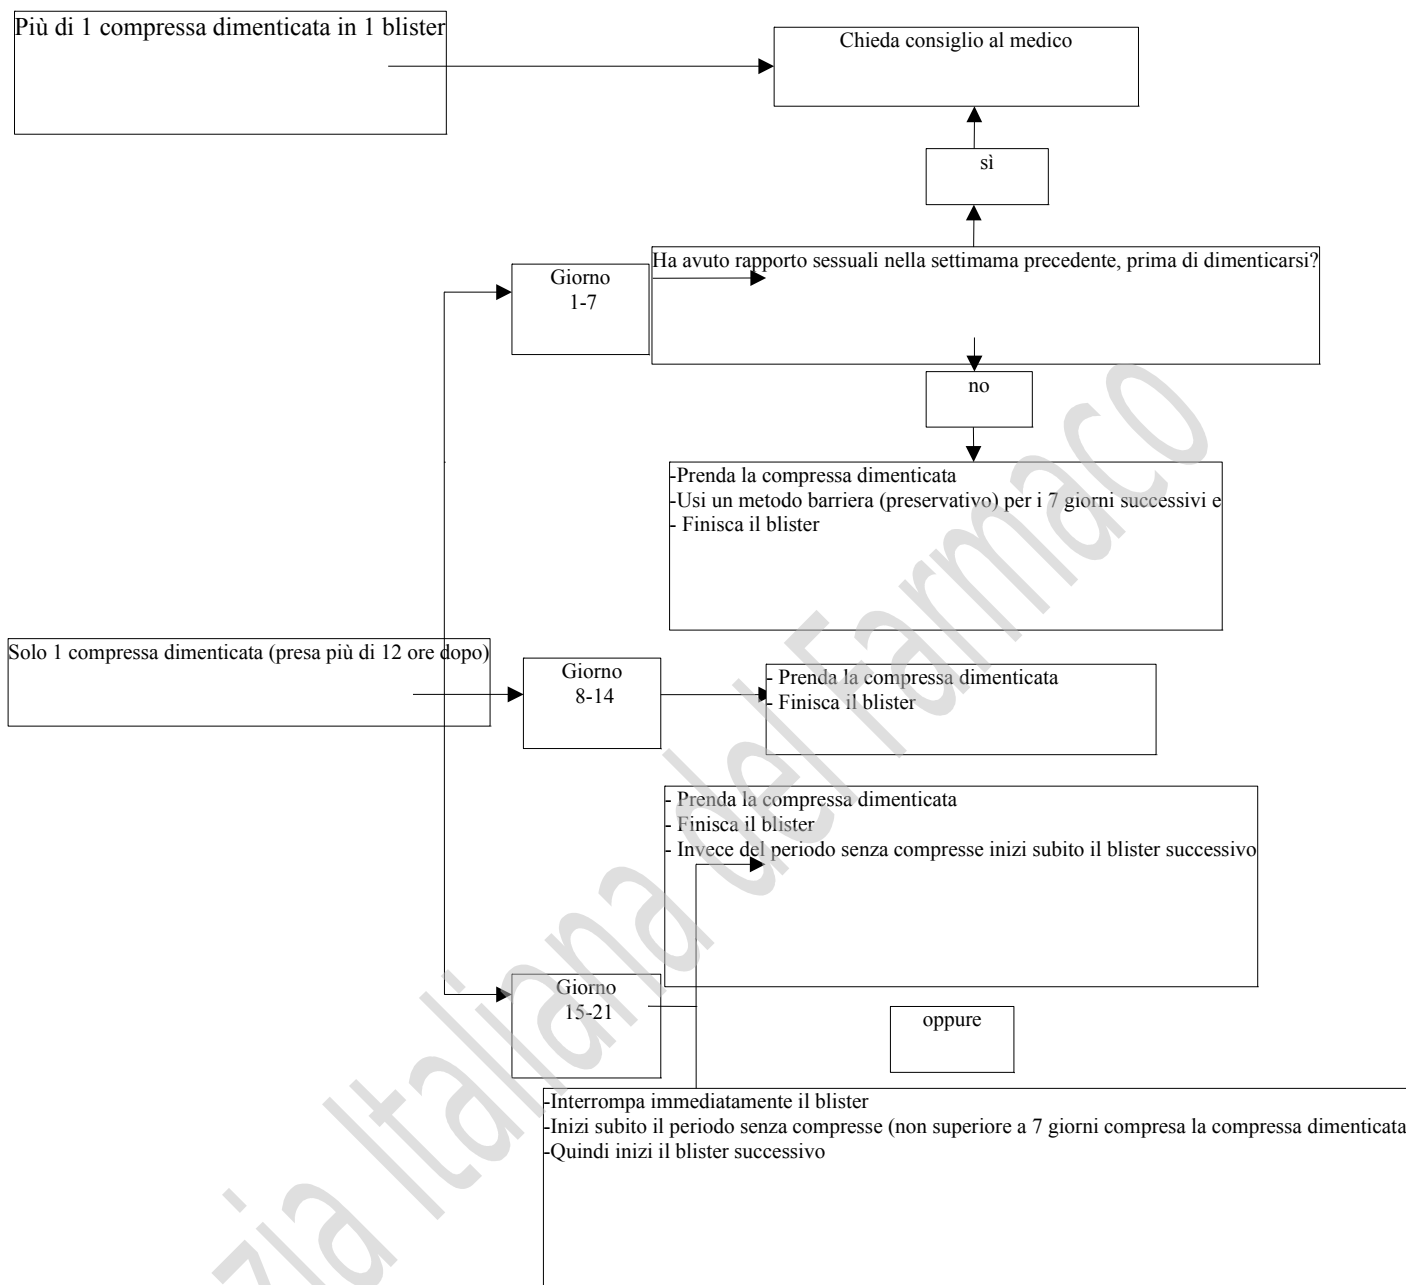 Più di 1 compressa dimenticata in 1 blister
Chieda consiglio al medico
sì
Giorno
1-7
Ha avuto rapporto sessuali nella settimama precedente, prima di dimenticarsi?
no
-Prenda la compressa dimenticata
-Usi un metodo barriera (preservativo) per i 7 giorni successivi e
- Finisca il blister
Solo 1 compressa dimenticata (presa più di 12 ore dopo)
Giorno
8-14
- Prenda la compressa dimenticata
- Finisca il blister
- Prenda la compressa dimenticata
- Finisca il blister
- Invece del periodo senza compresse inizi subito il blister successivo
Giorno
15-21
oppure
-Interrompa immediatamente il blister
-Inizi subito il periodo senza compresse (non superiore a 7 giorni compresa la compressa dimenticata
-Quindi inizi il blister successivo
zia Italiana del Farmaco